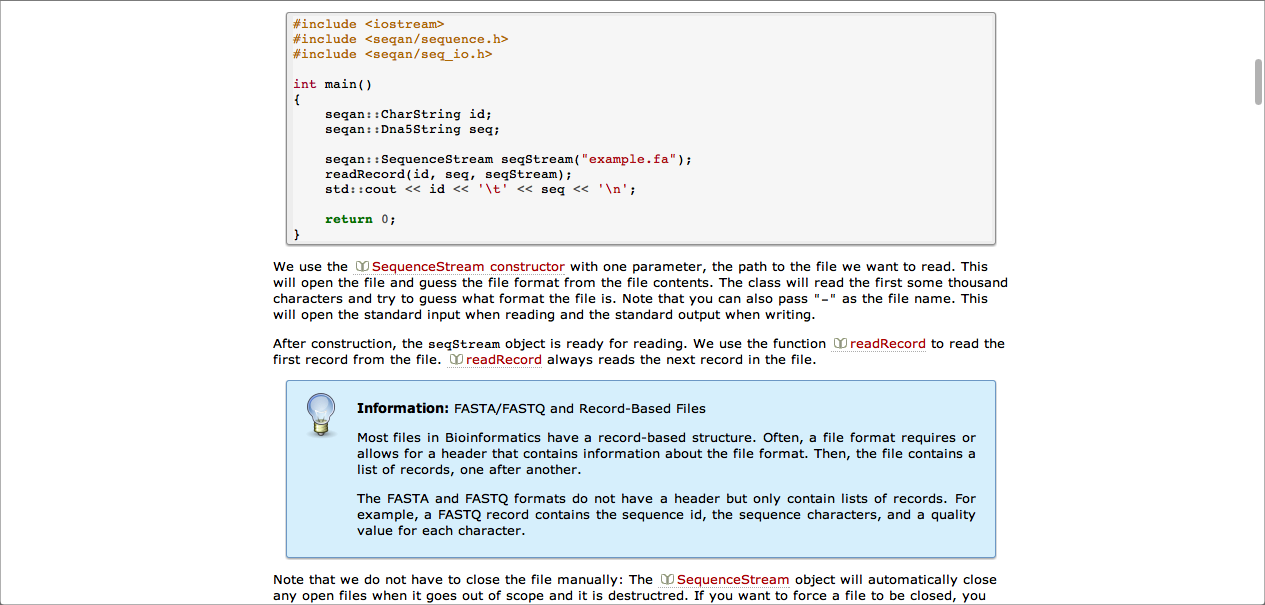 #include <iostream>
#include <seqan/sequence.h>
#include <seqan/seq_io.h>
int main()
{
    seqan::CharString id;
    seqan::Dna5String seq;
    seqan::SequenceStream seqStream("example.fa");
    readRecord(id, seq, seqStream);
    std::cout << id << '\t' << seq << '\n';
    return 0;
}
We use the SequenceStream constructor with one parameter, the path to the file we want to read. This
will open the file and guess the file format from the file contents. The class will read the first some thousand
characters and try to guess what format the file is. Note that you can also pass "-" as the file name. This
will open the standard input when reading and the standard output when writing.
After construction, the seqStream object is ready for reading. We use the function readRecord to read the
first record from the file. readRecord always reads the next record in the file.
Information: FASTA/FASTQ and Record-Based Files
Most files in Bioinformatics have a record-based structure. Often, a file format requires or
allows for a header that contains information about the file format. Then, the file contains a
list of records, one after another.
The FASTA and FASTQ formats do not have a header but only contain lists of records. For
example, a FASTQ record contains the sequence id, the sequence characters, and a quality
value for each character.
Note that we do not have to close the file manually: The SequenceStream object will automatically close
any open files when it goes out of scope and it is destructred. If you want to force a file to be closed, you